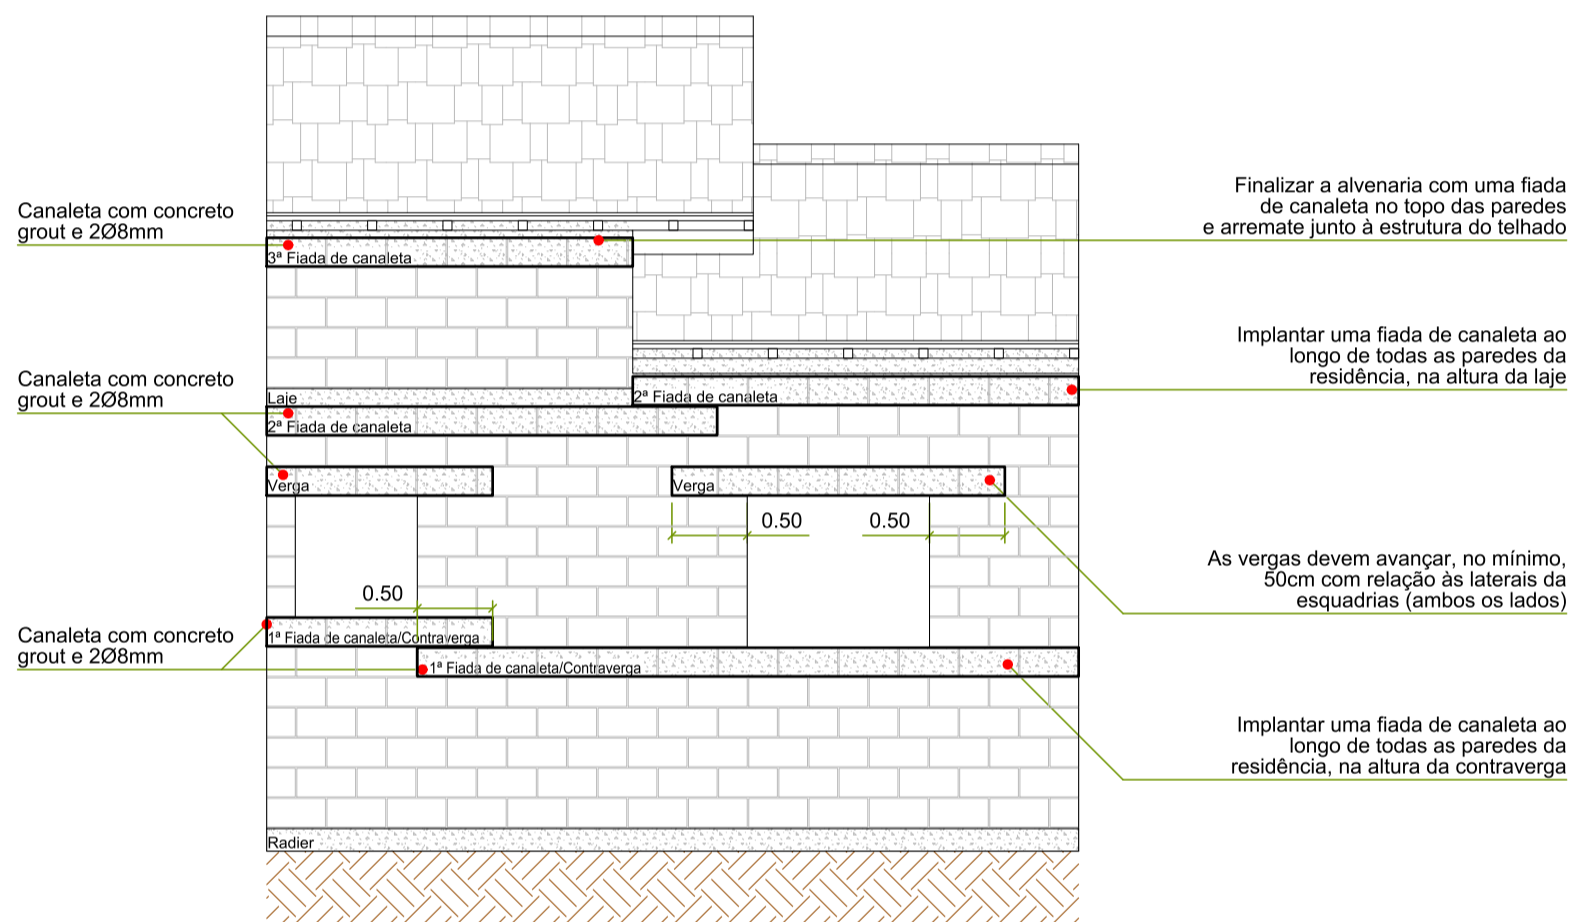 Canaleta com concreto
grout e 2Ø8mm
Finalizar a alvenaria com uma fiada
de canaleta no topo das paredes
e arremate junto à estrutura do telhado
3ª Fiada de canaleta
Implantar uma fiada de canaleta ao
longo de todas as paredes da
residência, na altura da laje
Canaleta com concreto
grout e 2Ø8mm
Laje
2ª Fiada de canaleta
2ª Fiada de canaleta
Verga
Verga
0.50
0.50
As vergas devem avançar, no mínimo,
50cm com relação às laterais da
esquadrias (ambos os lados)
0.50
Canaleta com concreto
grout e 2Ø8mm
1ª Fiada de canaleta/Contraverga
1ª Fiada de canaleta/Contraverga
Implantar uma fiada de canaleta ao
longo de todas as paredes da
residência, na altura da contraverga
Radier